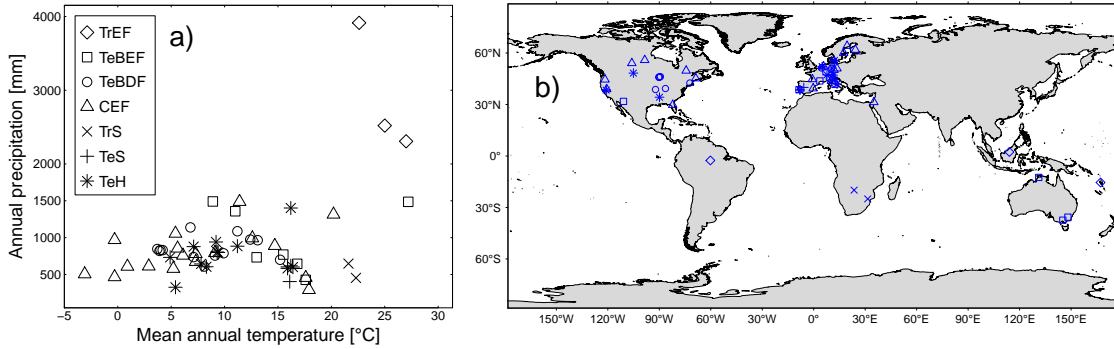 a)
4000
3500
3000
2500
2000
1500
1000
500
Annual precipitation [mm]
TrEF
TeBEF
TeBDF
CEF
TrS
TeS
TeH
−5
0
5
10
15
20
25
30
Mean annual temperature [°C]
b)
60°N
30°N
0°
30°S
60°S
150°W
120°W
90°W
60°W
30°W
0°
30°E
60°E
90°E
120°E
150°E